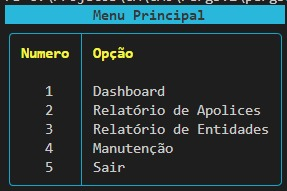 Menu Principal
Numero Opção
1 Dashboard
2 Relatório de Apolices
3 Relatório de Entidades
4 Manutenção
5 Sair